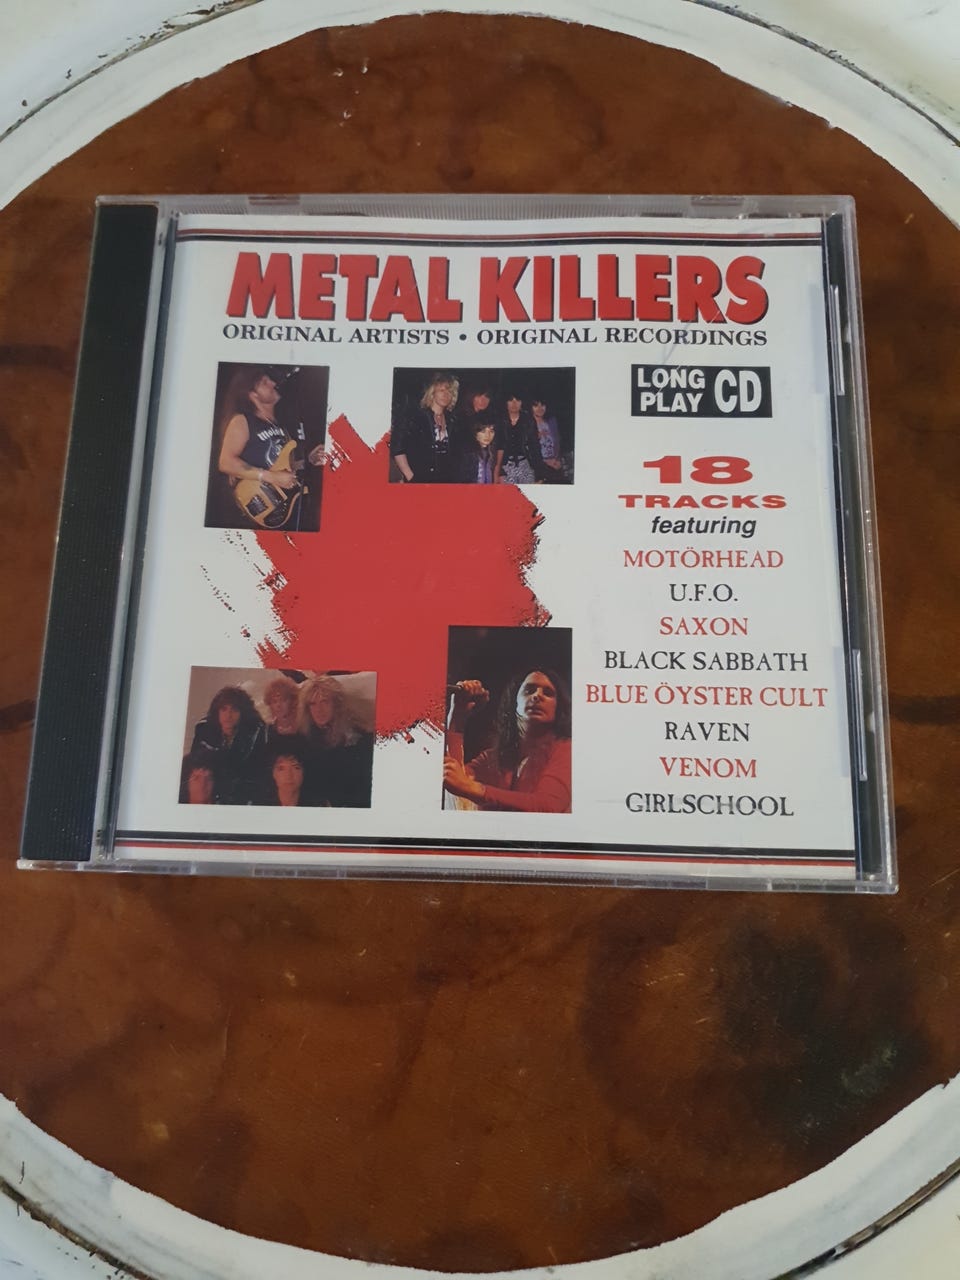 METAL KILLERS
ORIGINAL ARTISTS • ORIGINAL RECORDINGS
LONG PLAY CD
18
TRACKS
featuring
MOTÖRHEAD
U.F.O.
SAXON
BLACK SABBATH
BLUE ÖYSTER CULT
RAVEN
VENOM
GIRLSCHOOL